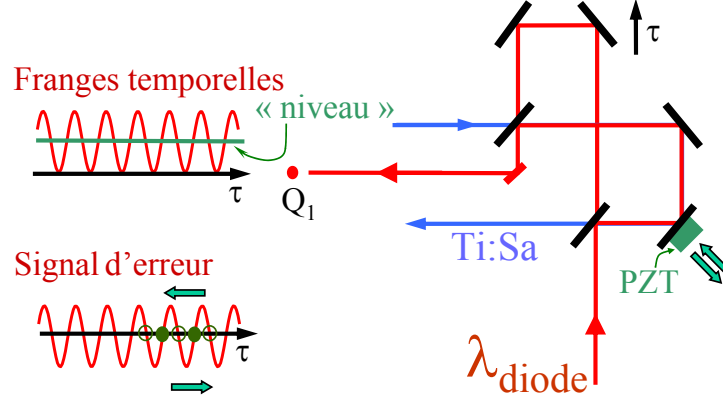 Franges temporelles
« niveau »
τ
τ
Q1
Ti:Sa
PZT
Signal d’erreur
τ
λdiode